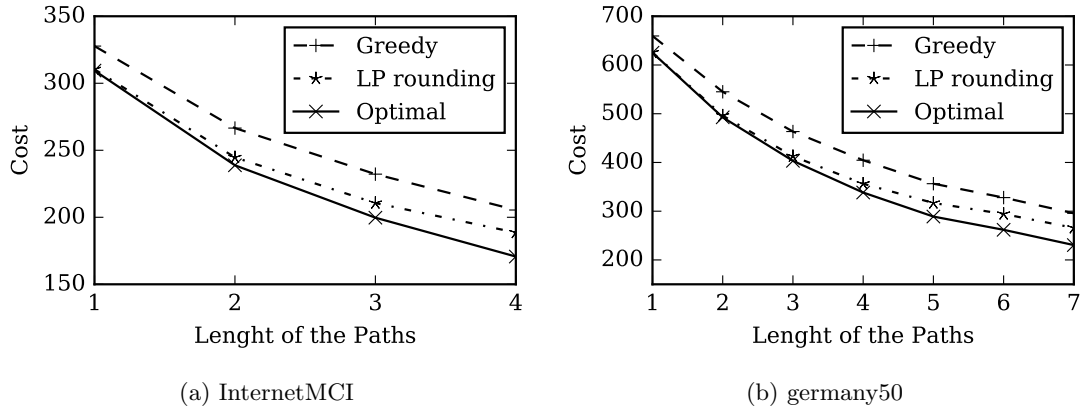 350
300
250
200
150
Cost
Greedy
LP rounding
Optimal
1 2 3 4
Lenght of the Paths
(a) InternetMCI
700
600
500
400
300
200
Cost
Greedy
LP rounding
Optimal
1 2 3 4 5 6 7
Lenght of the Paths
(b) germany50